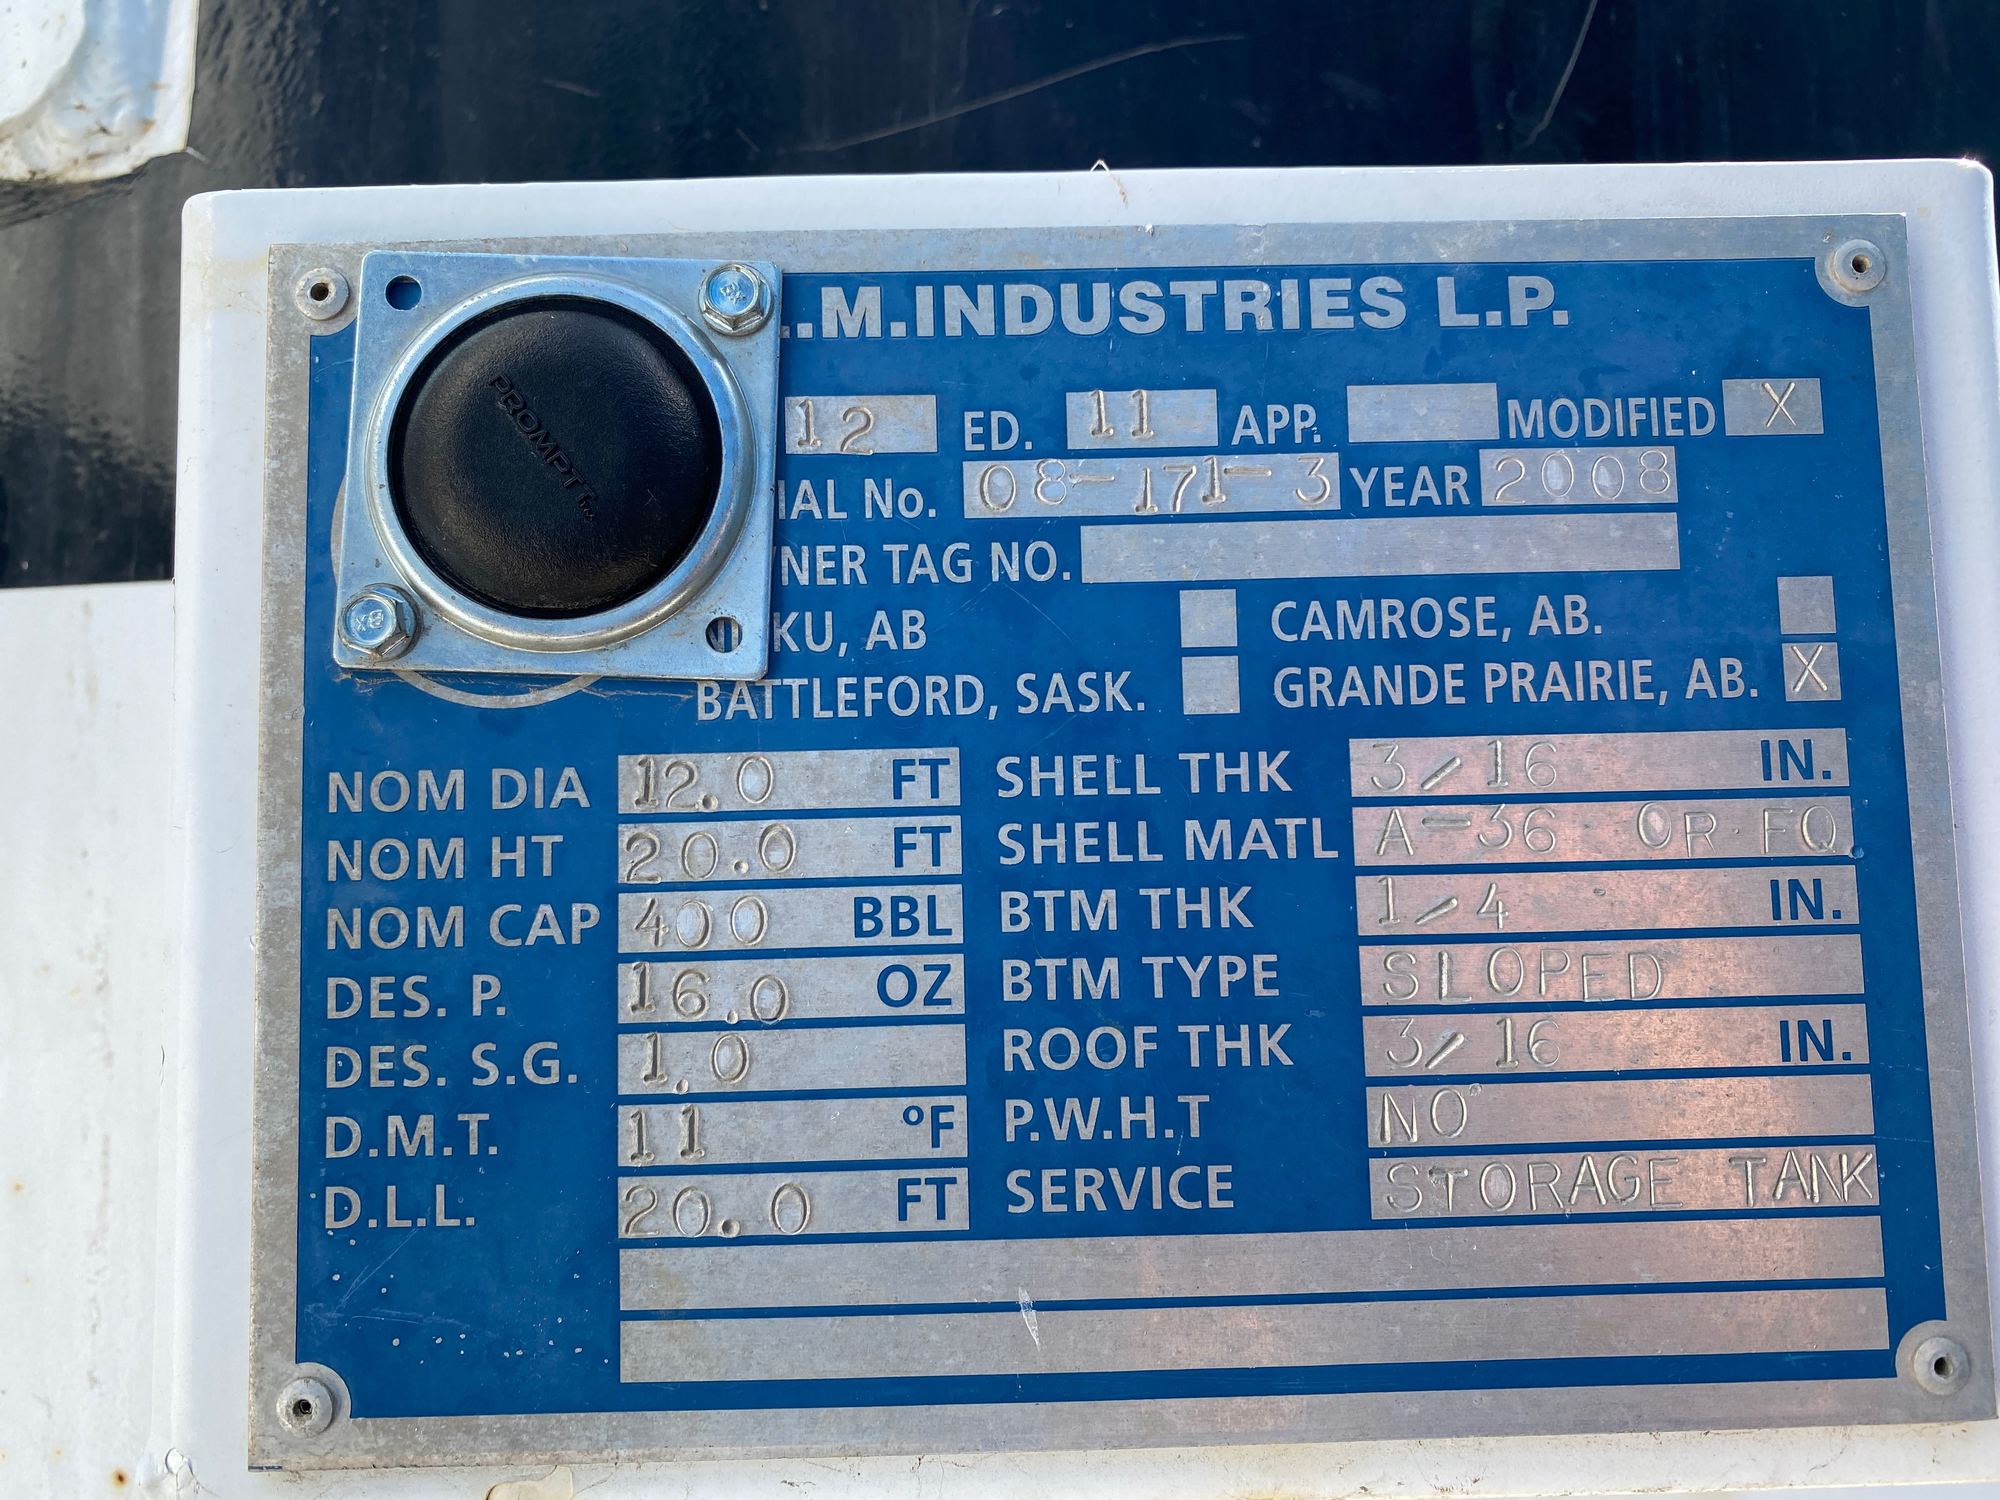 .M.INDUSTRIES L.P.
PROMPT
12 ED. 11 APP. MODIFIED X
IAL No. 08-171-3 YEAR 2008
NER TAG NO.
KU, AB CAMROSE, AB.
BATTLEFORD, SASK. GRANDE PRAIRIE, AB. X
NOM DIA 12.0 FT SHELL THK 3/16 IN.
NOM HT 20.0 FT SHELL MATL A-36 OR FQ
NOM CAP 400 BBL BTM THK 1/4 IN.
DES. P. 16.0 OZ BTM TYPE SLOPED
DES. S.G. 1.0 ROOF THK 3/16 IN.
D.M.T. 11 °F P.W.H.T NO
D.L.L. 20.0 FT SERVICE STORAGE TANK